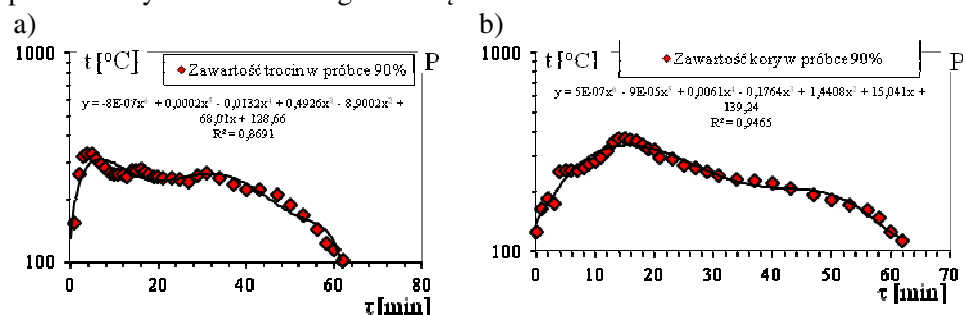 a)
1000
t [°C]
Zawartość trocin w próbce 90%
P
y = -8E-07x⁶ + 0,0002x⁵ - 0,0132x⁴ + 0,4926x³ - 8,9002x² +
68,01x + 128,66
R² = 0,8691
100
0 20 40 60 80
τ [min]
b)
1000
t [°C]
Zawartość kory w próbce 90%
P
y = 5E-07x⁶ - 9E-05x⁵ + 0,0061x⁴ - 0,1764x³ + 1,4408x² + 15,041x +
139,24
R² = 0,9465
100
0 10 20 30 40 50 60 70
τ [min]